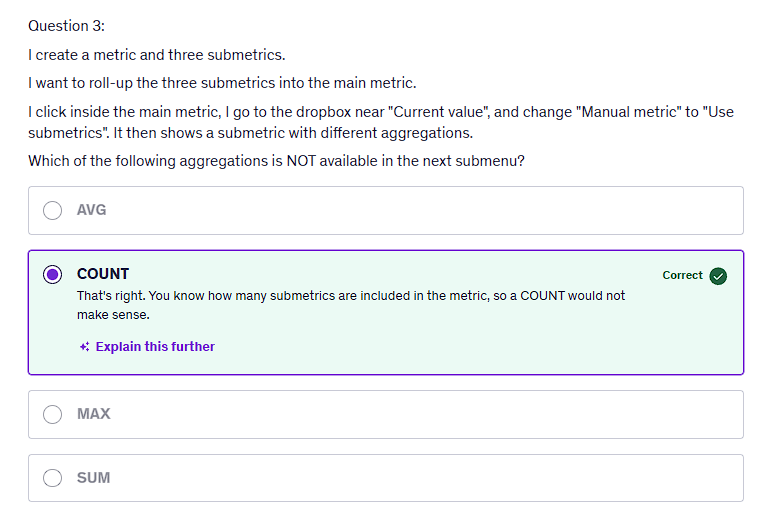 Question 3:
I create a metric and three submetrics.
I want to roll-up the three submetrics into the main metric.
I click inside the main metric, I go to the dropbox near "Current value", and change "Manual metric" to "Use
submetrics". It then shows a submetric with different aggregations.
Which of the following aggregations is NOT available in the next submenu?
AVG
COUNT
Correct
That's right. You know how many submetrics are included in the metric, so a COUNT would not
make sense.
Explain this further
MAX
SUM